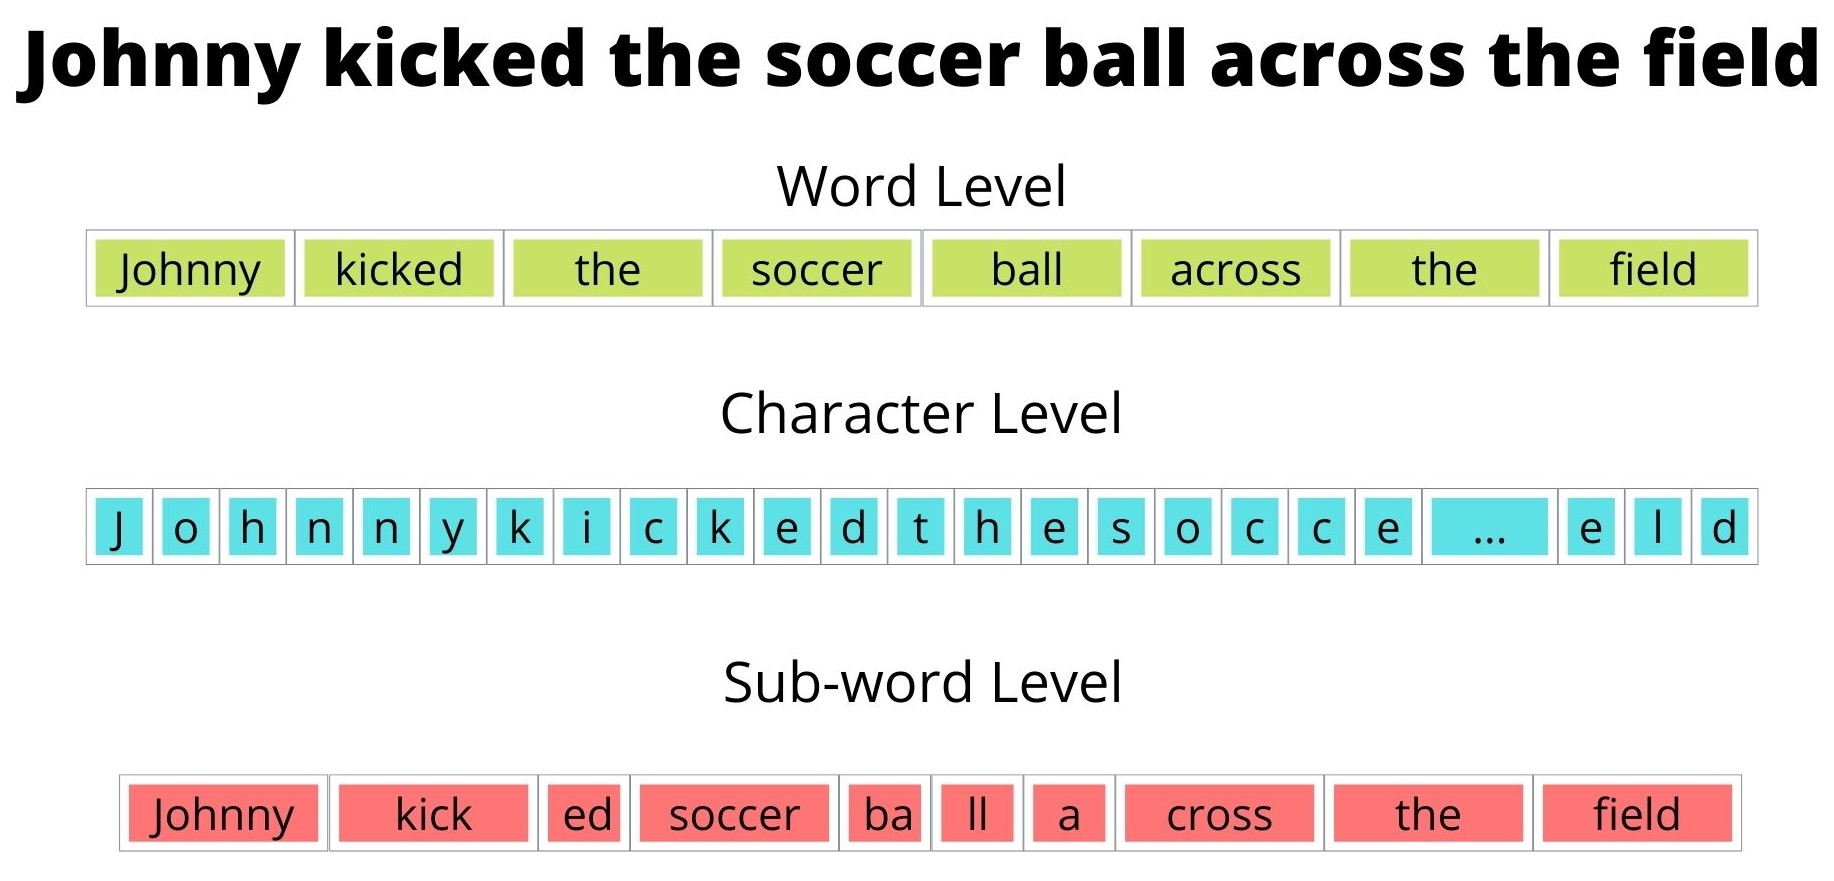 Johnny kicked the soccer ball across the field
Word Level
Johnny kicked the soccer ball across the field
Character Level
J o h n n y k i c k e d t h e s o c c e ... e l d
Sub-word Level
Johnny kick ed soccer ba ll a cross the field